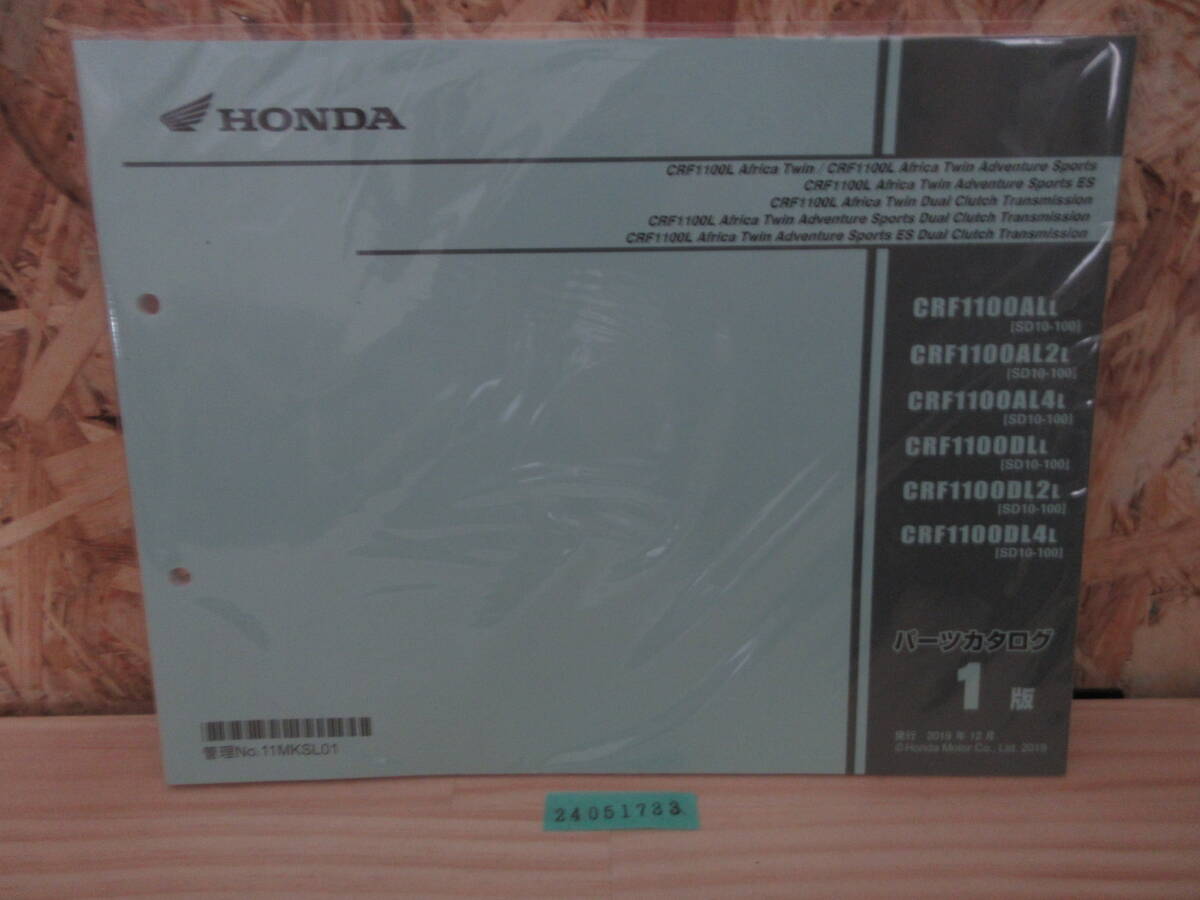 HONDA
CRF1100L Africa Twin / CRF1100L Africa Twin Adventure Sports
CRF1100L Africa Twin Adventure Sports ES
CRF1100L Africa Twin Dual Clutch Transmission
CRF1100L Africa Twin Adventure Sports Dual Clutch Transmission
CRF1100L Africa Twin Adventure Sports ES Dual Clutch Transmission
CRF1100ALL
[SD10-100]
CRF1100AL2L
[SD10-100]
CRF1100AL4L
[SD10-100]
CRF1100DLL
[SD10-100]
CRF1100DL2L
[SD10-100]
CRF1100DL4L
[SD10-100]
パーツカタログ
1 版
発行 2019 年 12 月
©Honda Motor Co., Ltd. 2019
管理No.11MKSL01
24051783